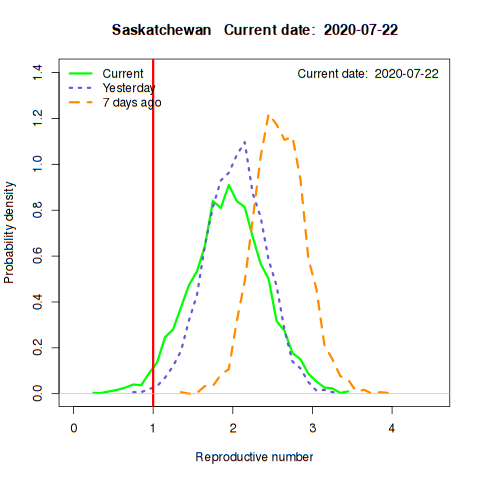 Saskatchewan Current date: 2020-07-22
Current
Yesterday
7 days ago
Current date: 2020-07-22
Probability density
1.4
1.2
1.0
0.8
0.6
0.4
0.2
0.0
0 1 2 3 4
Reproductive number